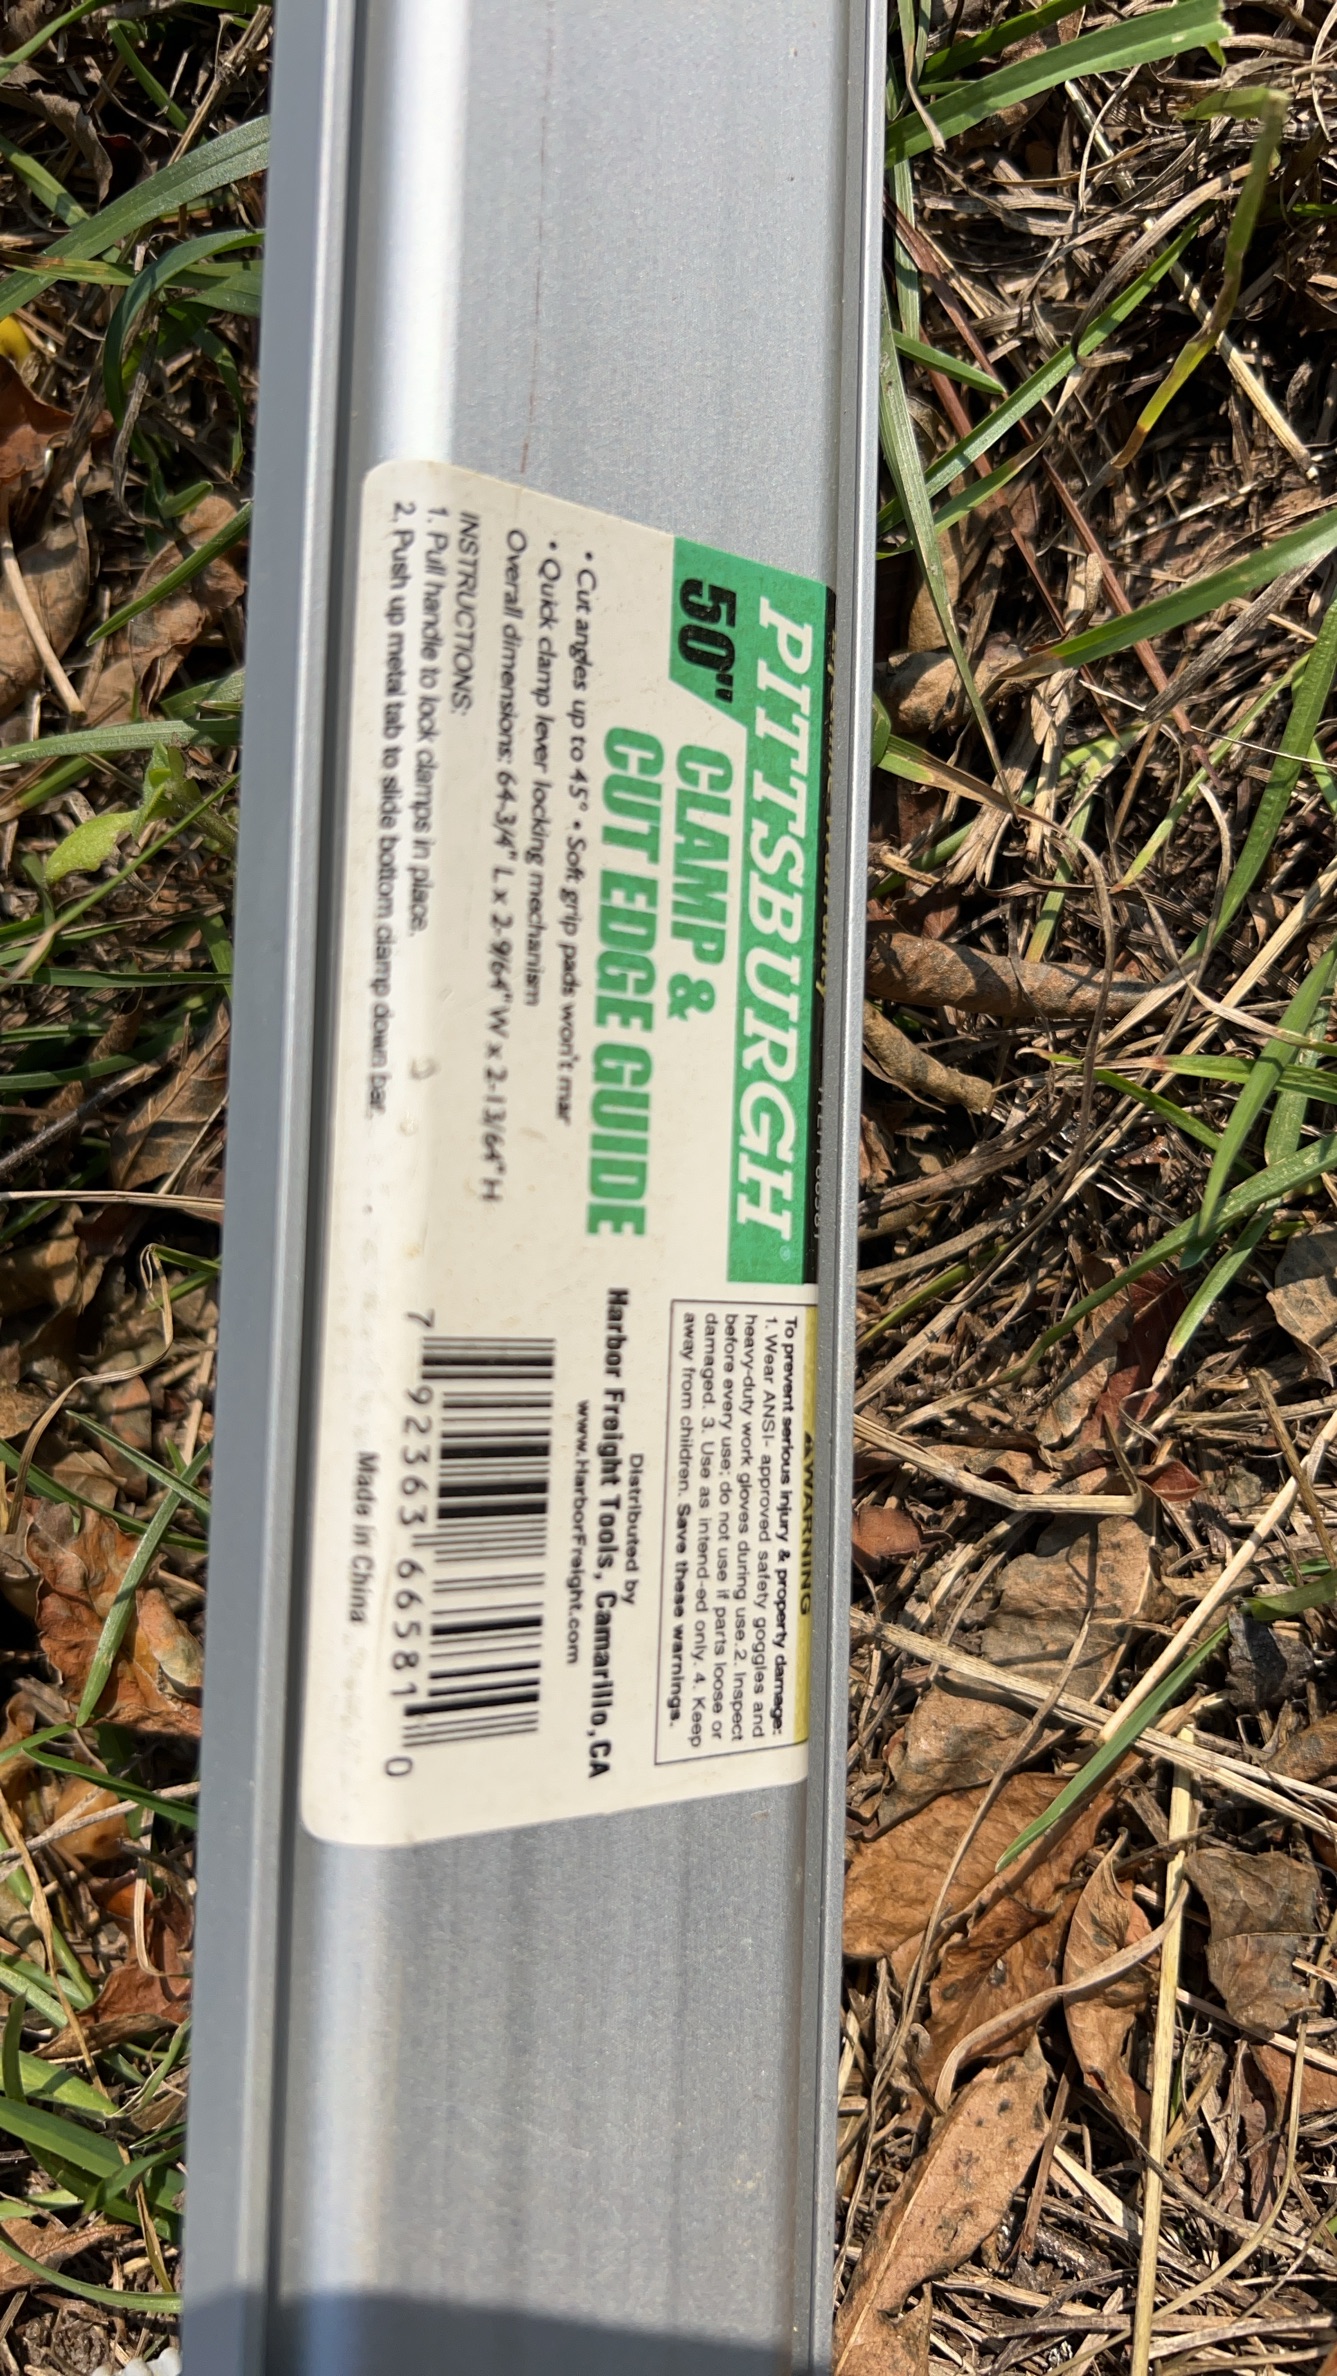 PITTSBURGH®
50"
CLAMP &
CUT EDGE GUIDE
• Cut angles up to 45° • Soft grip pads won't mar
• Quick clamp lever locking mechanism
Overall dimensions: 64-3/4" L x 2-9/64" W x 2-13/64" H
INSTRUCTIONS:
1. Pull handle to lock clamps in place.
2. Push up metal tab to slide bottom clamp down bar.
WARNING
To prevent serious injury & property damage:
1. Wear ANSI- approved safety goggles and
heavy-duty work gloves during use. 2. Inspect
before every use; do not use if parts loose or
damaged. 3. Use as intend-ed only. 4. Keep
away from children. Save these warnings.
Distributed by
Harbor Freight Tools, Camarillo, CA
www.HarborFreight.com
7 92363 66581 0
Made in China